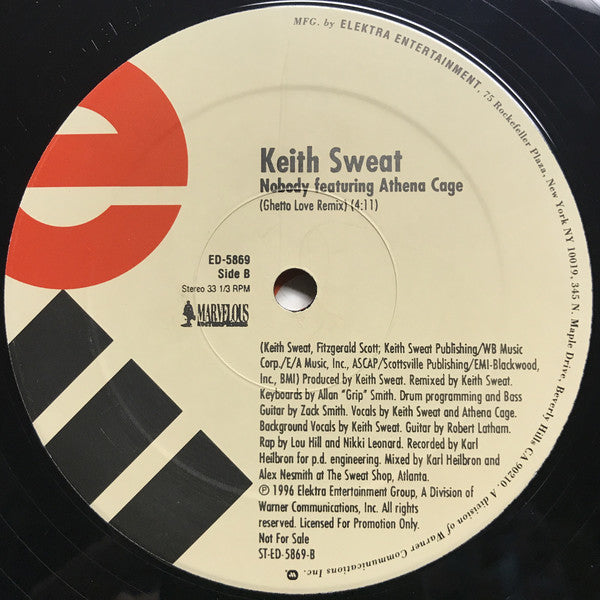 MFG. by ELEKTRA ENTERTAINMENT, 75 Rockefeller Plaza, New York NY 10019, 345 N. Maple Drive, Beverly Hills CA 90210. A division of Warner Communications Inc.
Keith Sweat
Nobody featuring Athena Cage
(Ghetto Love Remix) (4:11)
ED-5869
Side B
Stereo 33 1/3 RPM
MARVELOUS
ENTERPRISES
(Keith Sweat, Fitzgerald Scott; Keith Sweat Publishing/WB Music
Corp./E/A Music, Inc., ASCAP/Scottsville Publishing/EMI-Blackwood,
Inc., BMI) Produced by Keith Sweat. Remixed by Keith Sweat.
Keyboards by Allan "Grip" Smith. Drum programming and Bass
Guitar by Zack Smith. Vocals by Keith Sweat and Athena Cage.
Background Vocals by Keith Sweat. Guitar by Robert Latham.
Rap by Lou Hill and Nikki Leonard. Recorded by Karl
Heilbron for p.d. engineering. Mixed by Karl Heilbron and
Alex Nesmith at The Sweat Shop, Atlanta.
℗ 1996 Elektra Entertainment Group, A Division of
Warner Communications, Inc. All rights
reserved. Licensed For Promotion Only.
Not For Sale
ST-ED-5869-B